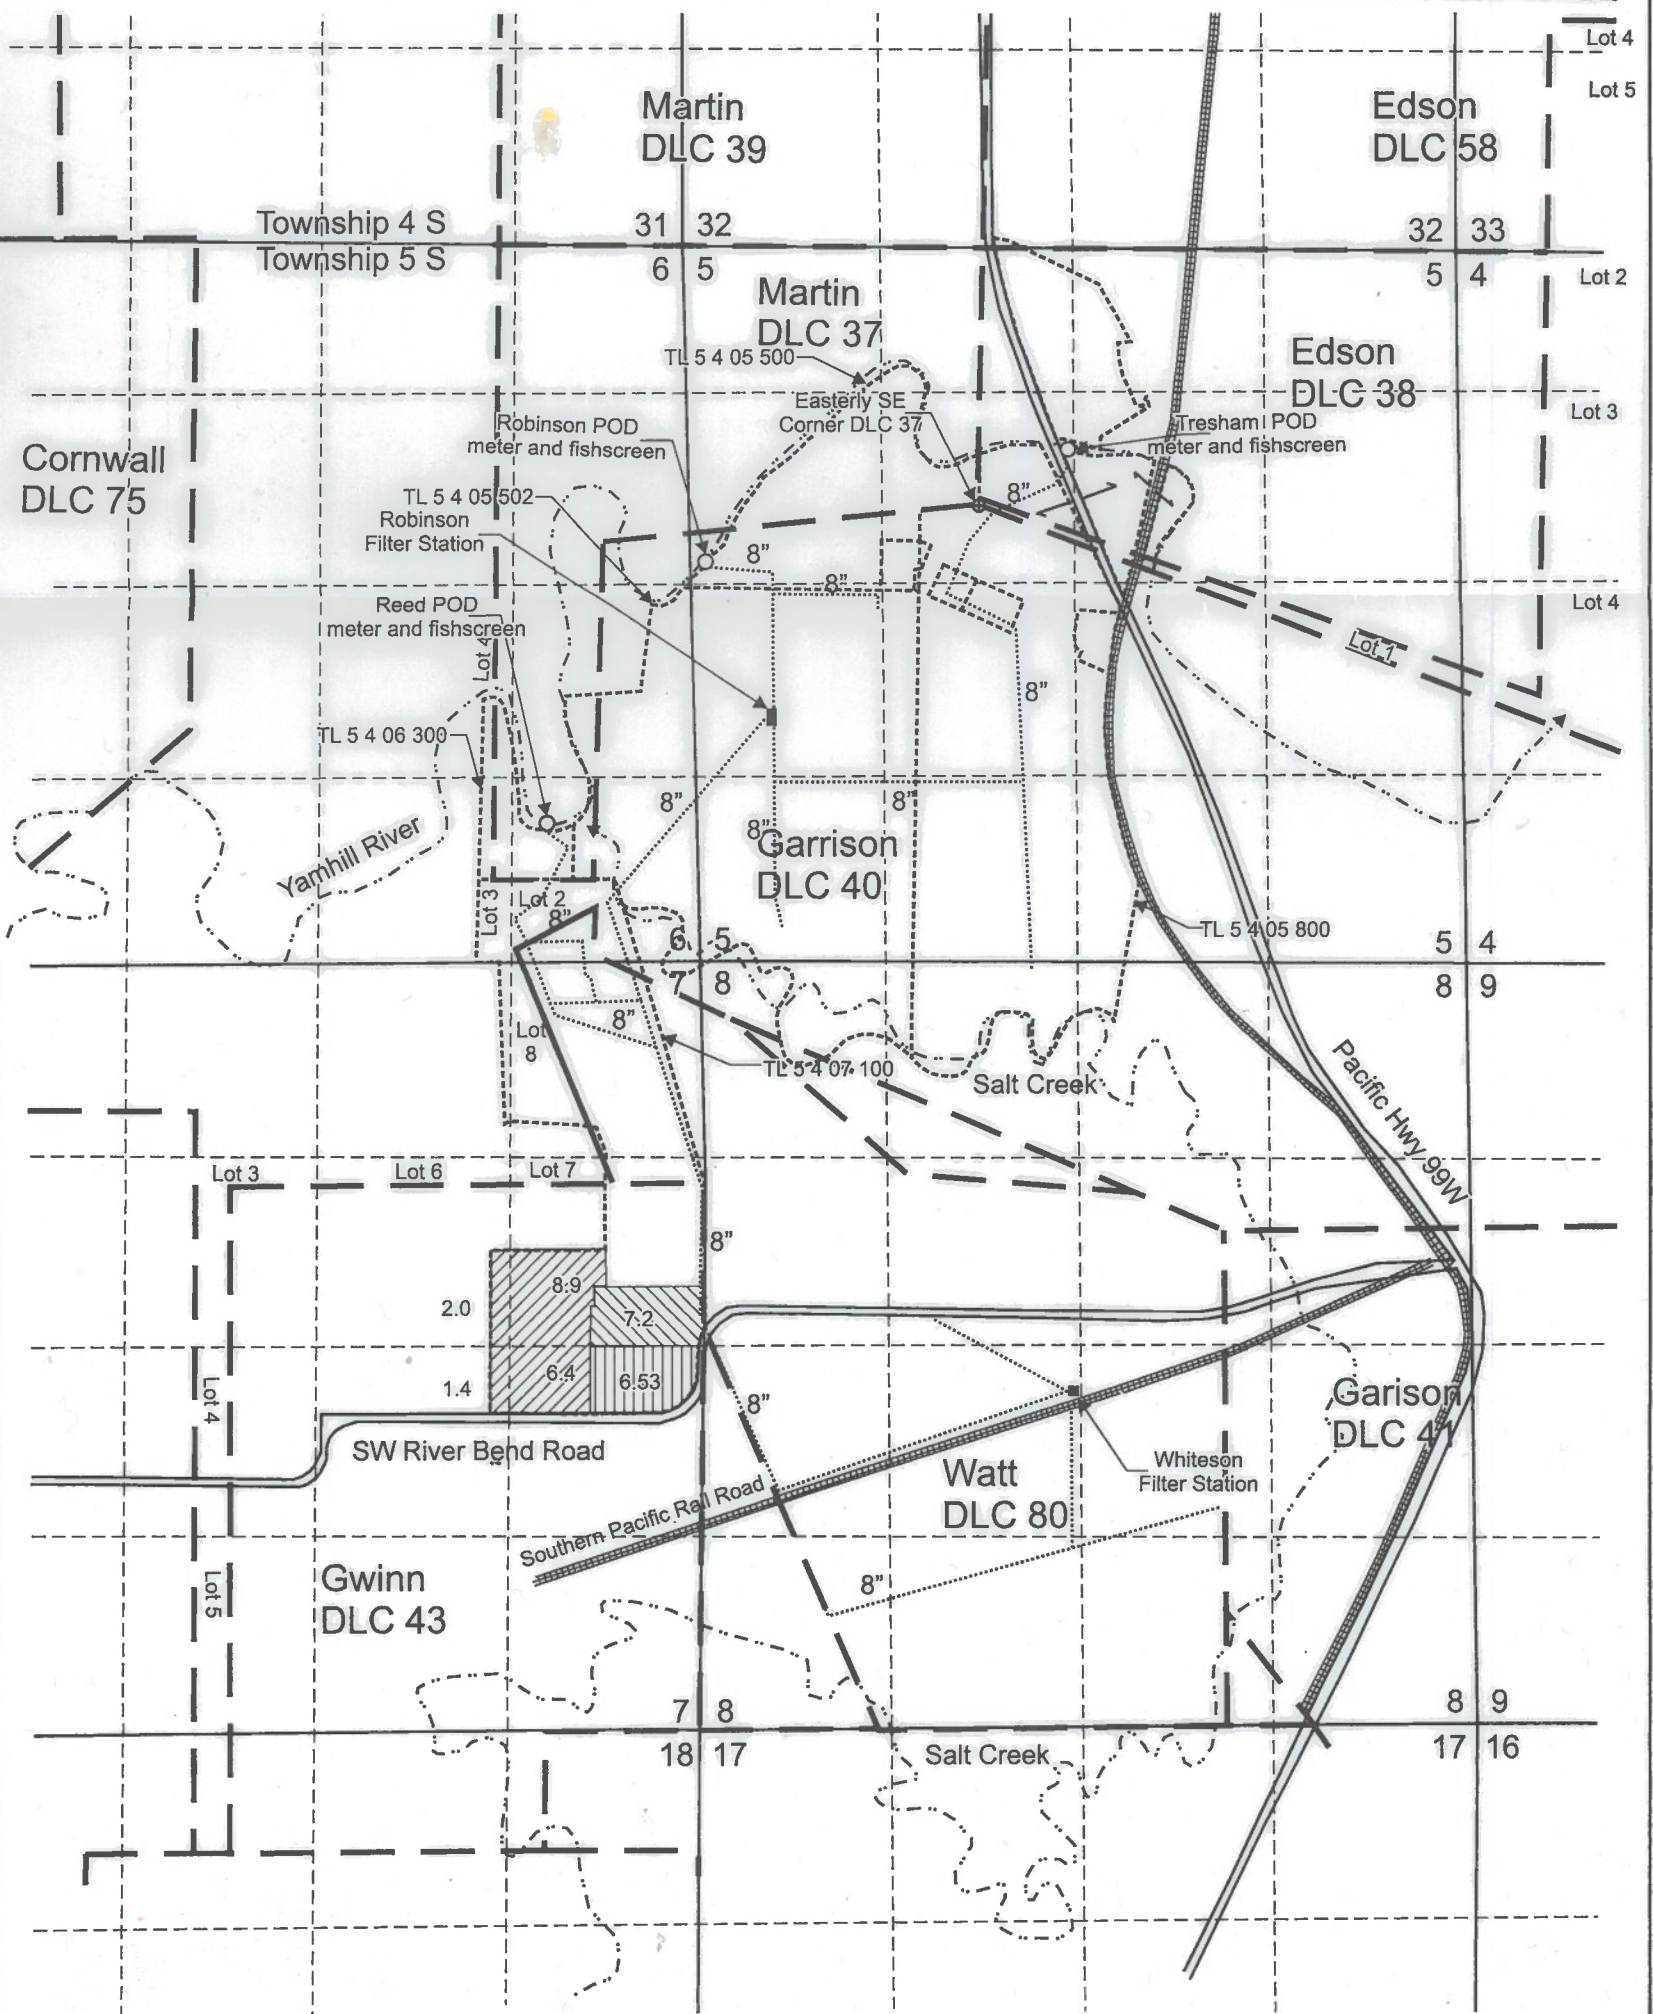 Lot 4
Lot 5
Martin
DLC 39
Edson
DLC 58
Township 4 S
31 32
32 33
Township 5 S
6 5
5 4
Lot 2
Martin
DLC 37
TL 5 4 05 500
Edson
DLC 38
Easterly SE
Corner DLC 37
Lot 3
Robinson POD
meter and fishscreen
Tresham POD
meter and fishscreen
Cornwall
DLC 75
TL 5 4 05 502
8"
Robinson
Filter Station
8"
8"
Reed POD
meter and fishscreen
Lot 4
Lot 1
Lot 4
8"
TL 5 4 06 300
8"
8"
8"
Yamhill River
Garrison
DLC 40
Lot 3
Lot 2
8"
TL 5 4 05 800
6 5
5 4
7 8
8 9
8"
Lot
8
TL 5 4 07 100
Salt Creek
Pacific Hwy 99W
Lot 3
Lot 6
Lot 7
8"
8.9
2.0
7.2
6.4
6.53
1.4
Lot 4
8"
Garison
DLC 41
SW River Bend Road
Whiteson
Filter Station
Watt
DLC 80
Southern Pacific Rail Road
Gwinn
DLC 43
Lot 5
8"
7 8
8 9
18 17
Salt Creek
17 16